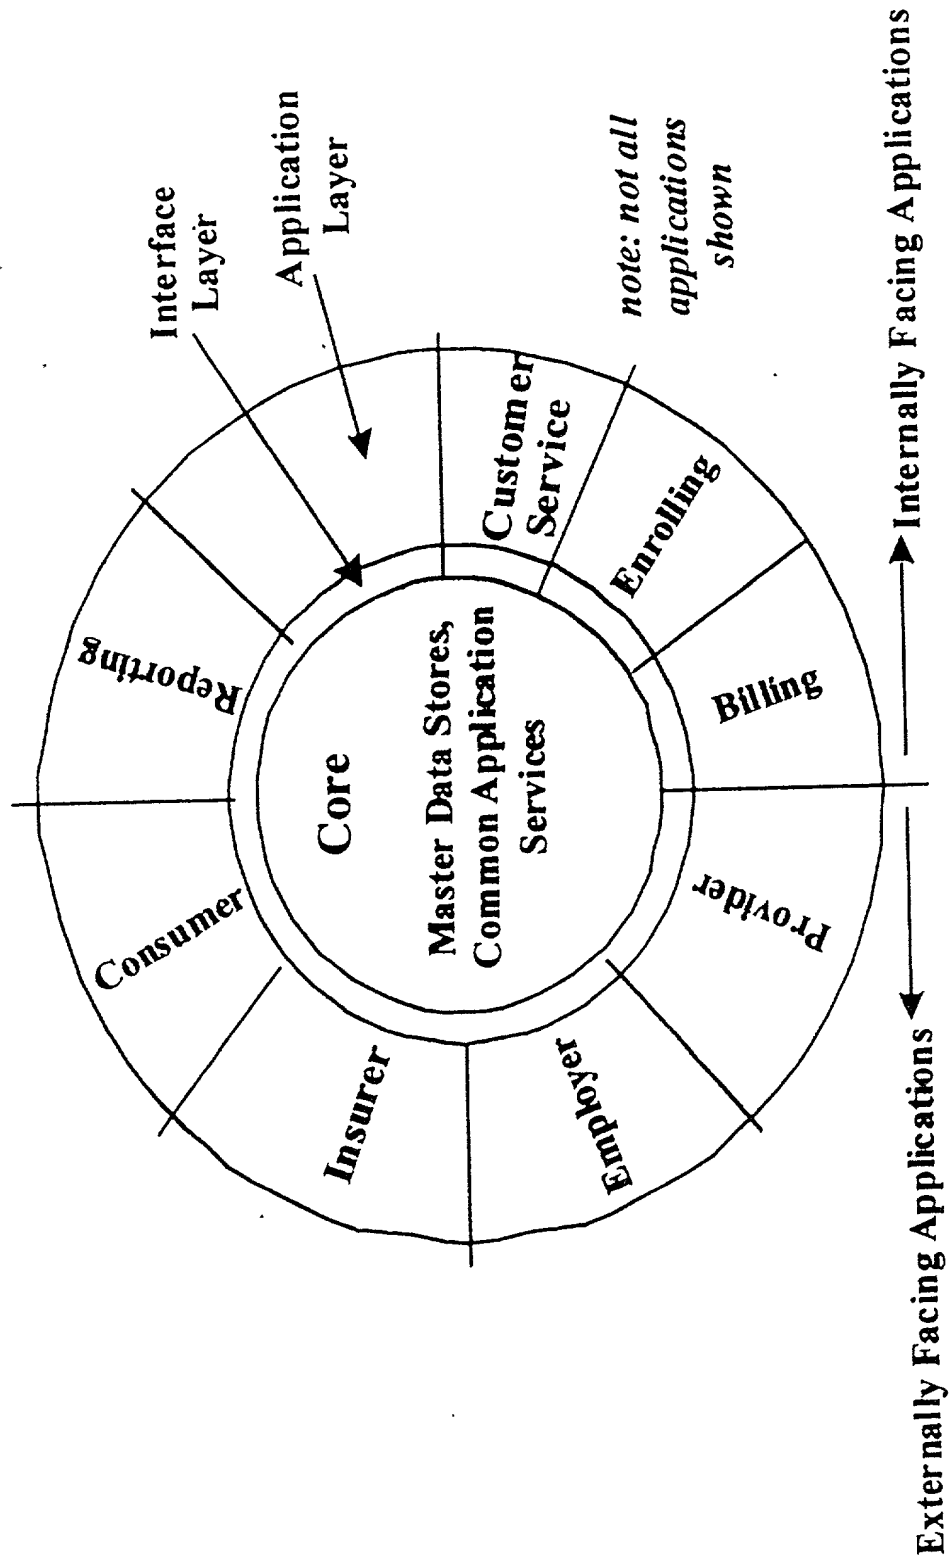 Interface
Layer
Application
Layer
Reporting
Consumer
Core
Master Data Stores,
Common Application
Services
Customer
Service
note: not all
applications
shown
Insurer
Enrolling
Employer
Billing
Provider
Externally Facing Applications
Internally Facing Applications